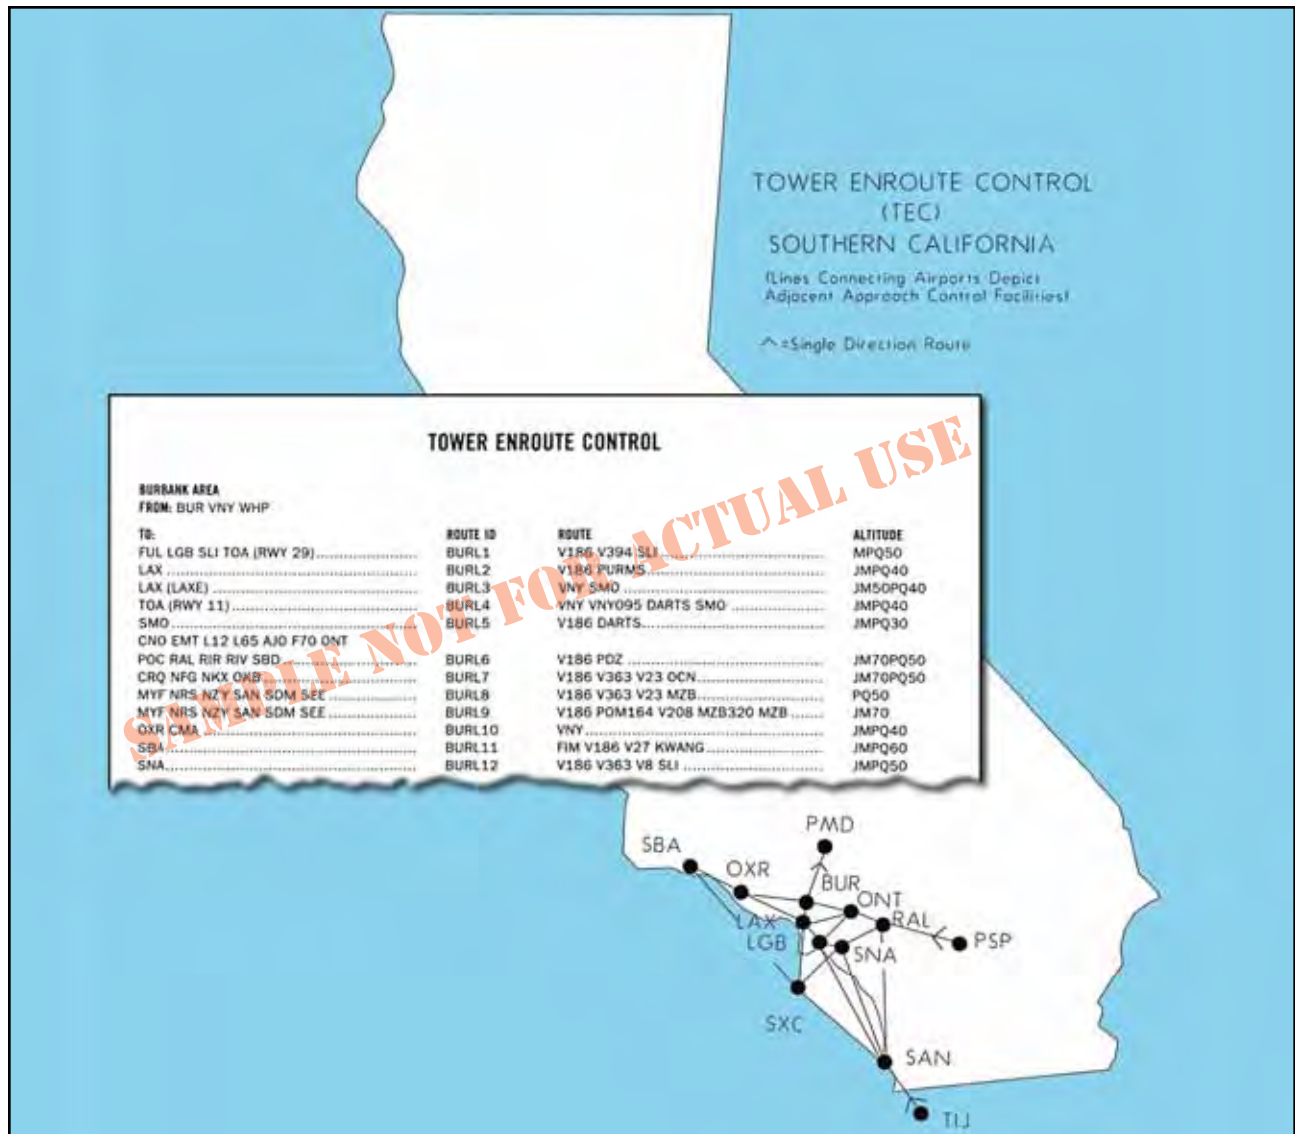 TOWER ENROUTE CONTROL
(TEC)
SOUTHERN CALIFORNIA
(Lines Connecting Airports Depict
Adjacent Approach Control Facilities)
^ =Single Direction Route
TOWER ENROUTE CONTROL
BURBANK AREA
FROM: BUR VNY WHP
TO: ROUTE ID ROUTE ALTITUDE
FUL LGB SLI TOA (RWY 29) BURL1 V186 V394 SLI MPQ50
LAX BURL2 V186 PURMS JMPQ40
LAX (LAXE) BURL3 VNY SMO JM50PQ40
TOA (RWY 11) BURL4 VNY VNY095 DARTS SMO JMPQ40
SMO BURL5 V186 DARTS JMPQ30
CNO EMT L12 L65 AJO F70 ONT
POC RAL RIR RIV SBD BURL6 V186 PDZ JM70PQ50
CRQ NFG NKX OKB BURL7 V186 V363 V23 OCN JM70PQ50
MYF NRS NZY SAN SDM SEE BURL8 V186 V363 V23 MZB PQ50
MYF NRS NZY SAN SDM SEE BURL9 V186 POM164 V208 MZB320 MZB JM70
OXR CMA BURL10 VNY JMPQ40
SBA BURL11 FIM V186 V27 KWANG JMPQ60
SNA BURL12 V186 V363 V8 SLI JMPQ50
SAMPLE NOT FOR ACTUAL USE
PMD
SBA
OXR
BUR
ONT
LAX
RAL
LGB
PSP
SNA
SXC
SAN
TIJ